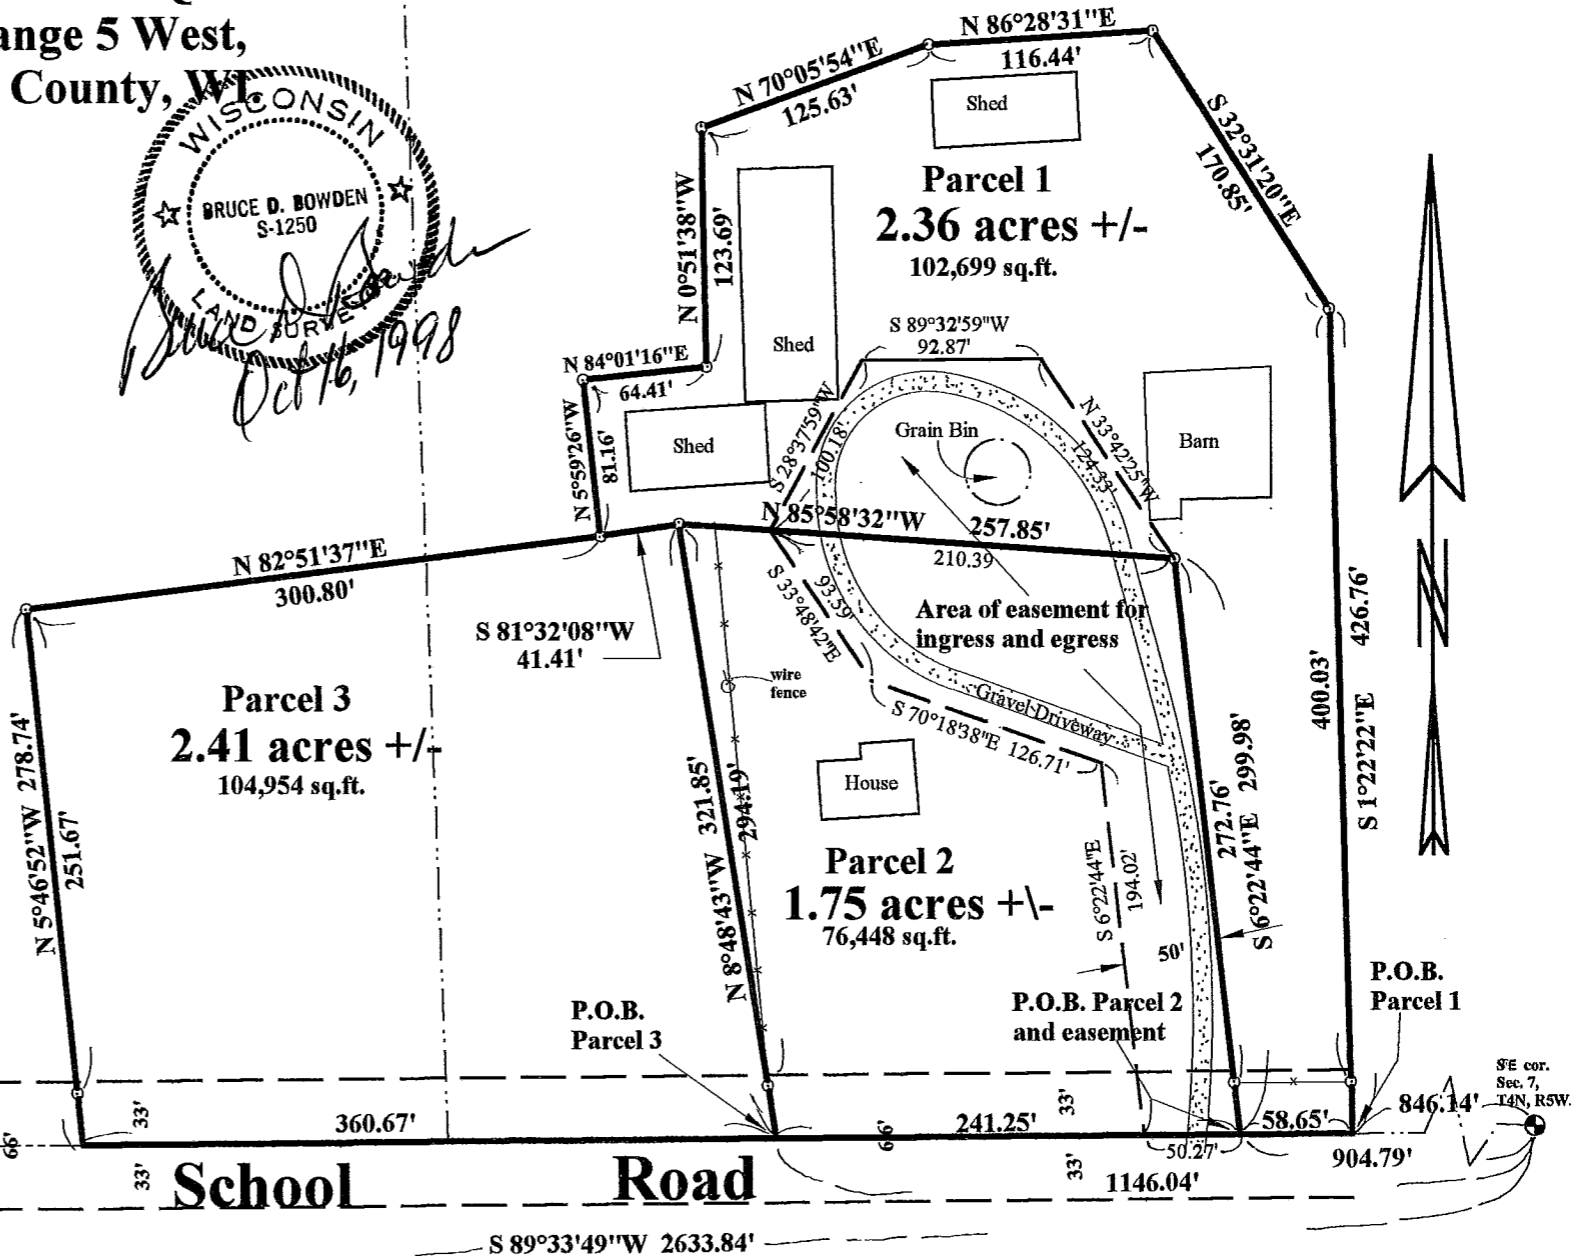 ange 5 West,
County, WI.
WISCONSIN
BRUCE D. BOWDEN
S-1250
LAND SURVEYOR
Bruce D. Bowden
Oct 16, 1998
N 86°28'31"E
116.44'
N 70°05'54"E
125.63'
Shed
S 32°31'20"E
170.85'
Parcel 1
2.36 acres +/-
102,699 sq.ft.
N 0°51'38"W
123.69'
Shed
S 89°32'59"W
92.87'
N 84°01'16"E
64.41'
N 5°59'26"W
81.16'
Shed
S 28°37'59"W
100.18'
Grain Bin
N 33°42'25"W
124.33'
Barn
N 85°58'32"W 257.85'
210.39
N 82°51'37"E
300.80'
S 81°32'08"W
41.41'
S 33°48'42"E
93.59'
Area of easement for
ingress and egress
wire
fence
Gravel Driveway
S 70°18'38"E 126.71'
Parcel 3
2.41 acres +/-
104,954 sq.ft.
N 5°46'52"W 278.74'
251.67'
N 8°48'43"W 321.85'
294.19'
House
Parcel 2
1.75 acres +\-
76,448 sq.ft.
S 6°22'44"E
194.02'
50'
272.76'
S 6°22'44"E 299.98'
400.03'
S 1°22'22"E 426.76'
N
P.O.B.
Parcel 3
P.O.B. Parcel 2
and easement
P.O.B.
Parcel 1
SE cor.
Sec. 7,
T4N, R5W.
66'
33'
33'
360.67'
66'
33'
33'
241.25'
50.27'
58.65'
846.14'
904.79'
1146.04'
School Road
S 89°33'49"W 2633.84'